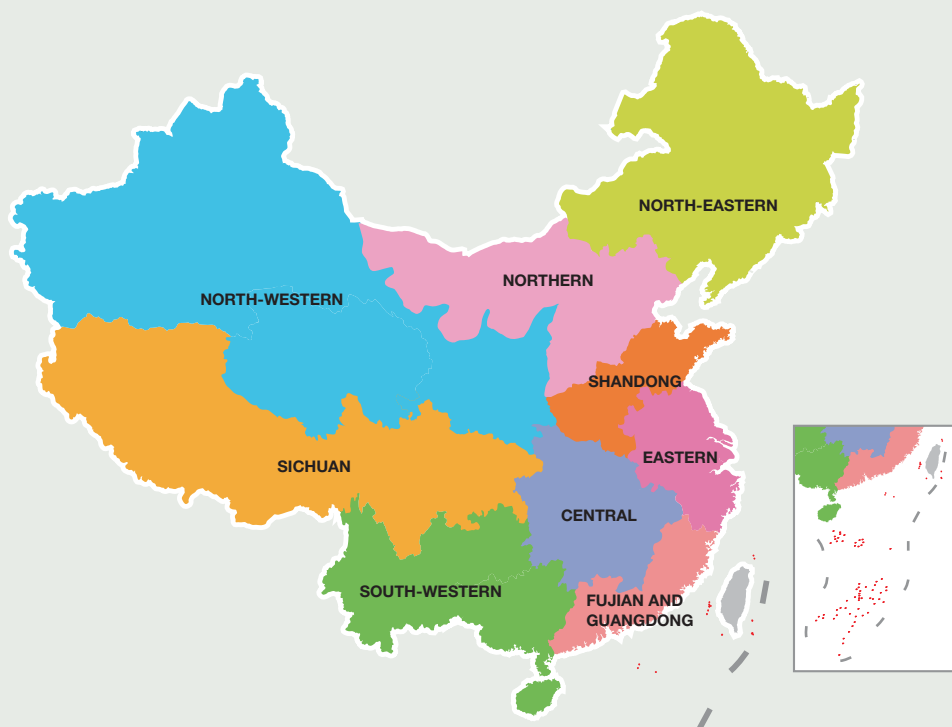 NORTH-EASTERN
NORTHERN
NORTH-WESTERN
SHANDONG
EASTERN
SICHUAN
CENTRAL
SOUTH-WESTERN
FUJIAN AND
GUANGDONG